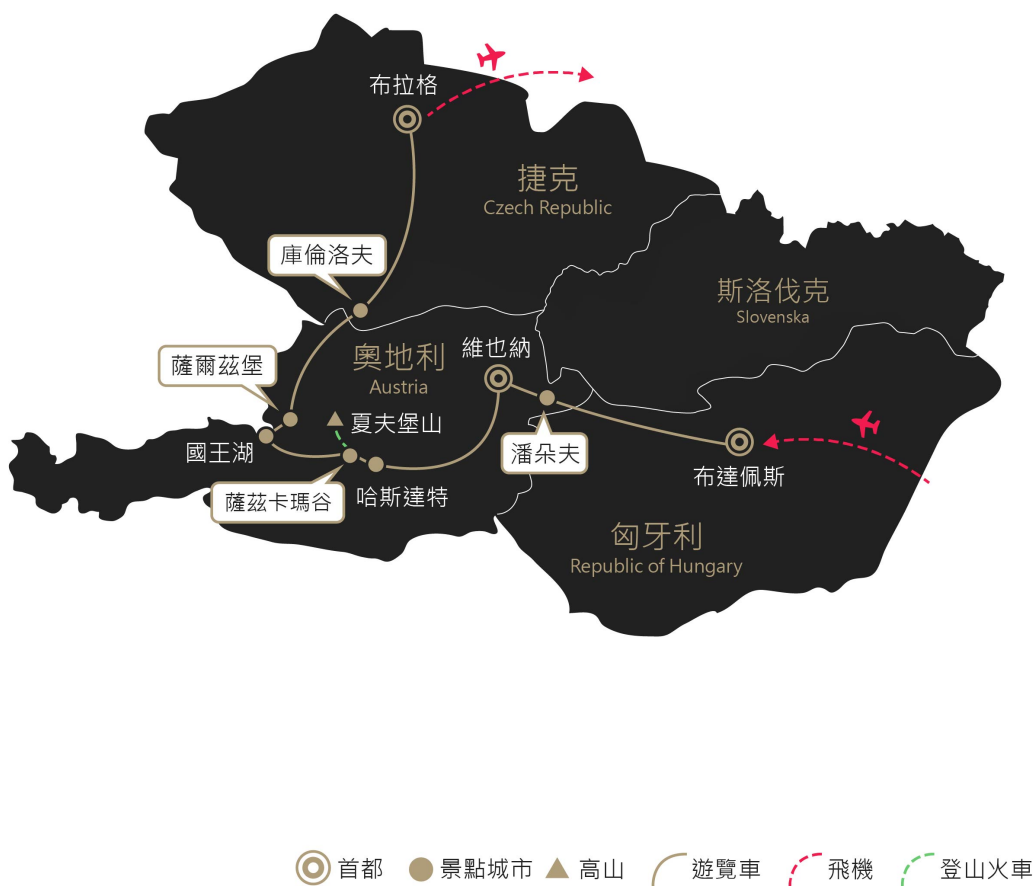 布拉格
捷克
Czech Republic
庫倫洛夫
斯洛伐克
Slovenska
維也納
奧地利
Austria
薩爾茲堡
夏夫堡山
國王湖
潘朵夫
布達佩斯
薩茲卡瑪谷
哈斯達特
匈牙利
Republic of Hungary
首都 景點城市 高山 遊覽車 飛機 登山火車